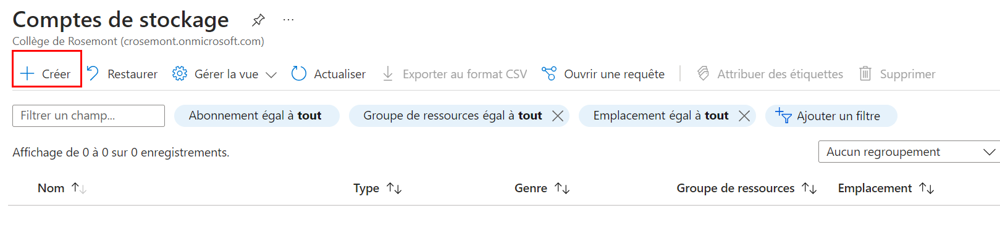 Comptes de stockage
Collège de Rosemont (crosemont.onmicrosoft.com)
Créer Restaurer Gérer la vue Actualiser Exporter au format CSV Ouvrir une requête Attribuer des étiquettes Supprimer
Filtrer un champ... Abonnement égal à tout Groupe de ressources égal à tout Emplacement égal à tout Ajouter un filtre
Affichage de 0 à 0 sur 0 enregistrements. Aucun regroupement
Nom Type Genre Groupe de ressources Emplacement